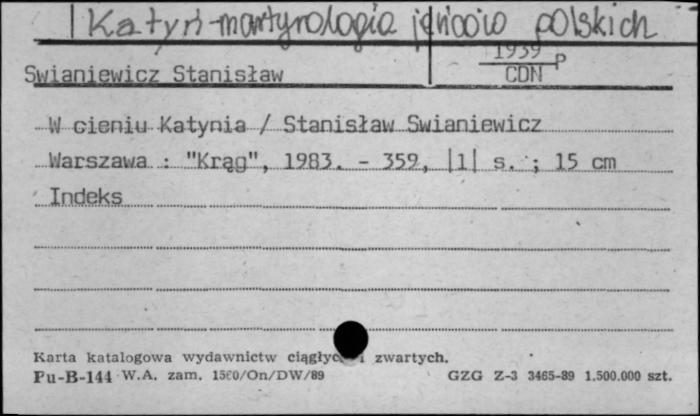 Katyń-martyrologia jeńców polskich
1939 P
CDN
Swianiewicz Stanisław
W cieniu Katynia / Stanisław Swianiewicz
Warszawa : "Krąg", 1983. - 359, |1| s. ; 15 cm
Indeks
Karta katalogowa wydawnictw zwartych.
Pu-B-144 W.A. zam. 1560/On/DW/89 GZG Z-3 3465-89 1.500.000 szt.